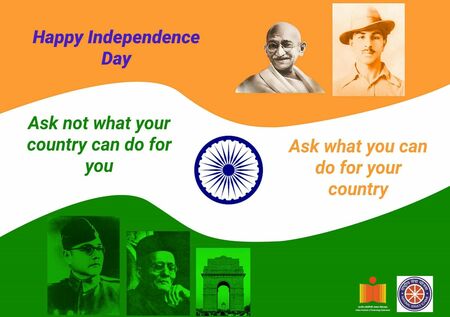 Happy Independence
Day
Ask not what your
country can do for
you
Ask what you can
do for your
country